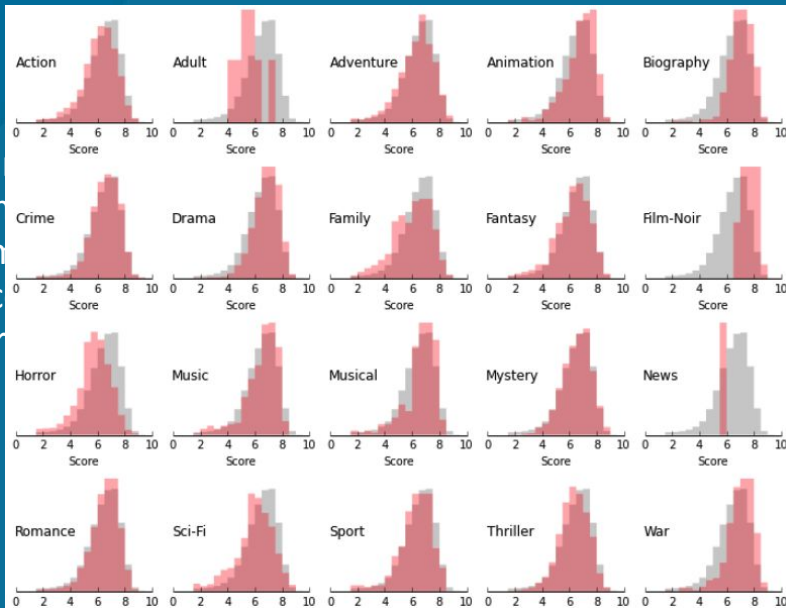 Action Adult Adventure Animation Biography
0 2 4 6 8 10 0 2 4 6 8 10 0 2 4 6 8 10 0 2 4 6 8 10 0 2 4 6 8 10
Score Score Score Score Score
Crime Drama Family Fantasy Film-Noir
0 2 4 6 8 10 0 2 4 6 8 10 0 2 4 6 8 10 0 2 4 6 8 10 0 2 4 6 8 10
Score Score Score Score Score
Horror Music Musical Mystery News
0 2 4 6 8 10 0 2 4 6 8 10 0 2 4 6 8 10 0 2 4 6 8 10 0 2 4 6 8 10
Score Score Score Score Score
Romance Sci-Fi Sport Thriller War
0 2 4 6 8 10 0 2 4 6 8 10 0 2 4 6 8 10 0 2 4 6 8 10 0 2 4 6 8 10